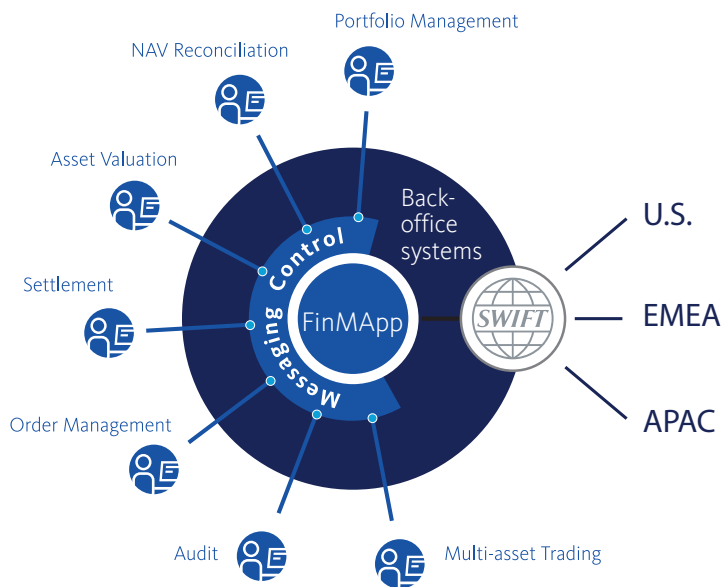 Portfolio Management
NAV Reconciliation
Asset Valuation
Settlement
Order Management
Audit
Multi-asset Trading
Messaging Control
FinMApp
Back-
office
systems
SWIFT
U.S.
EMEA
APAC